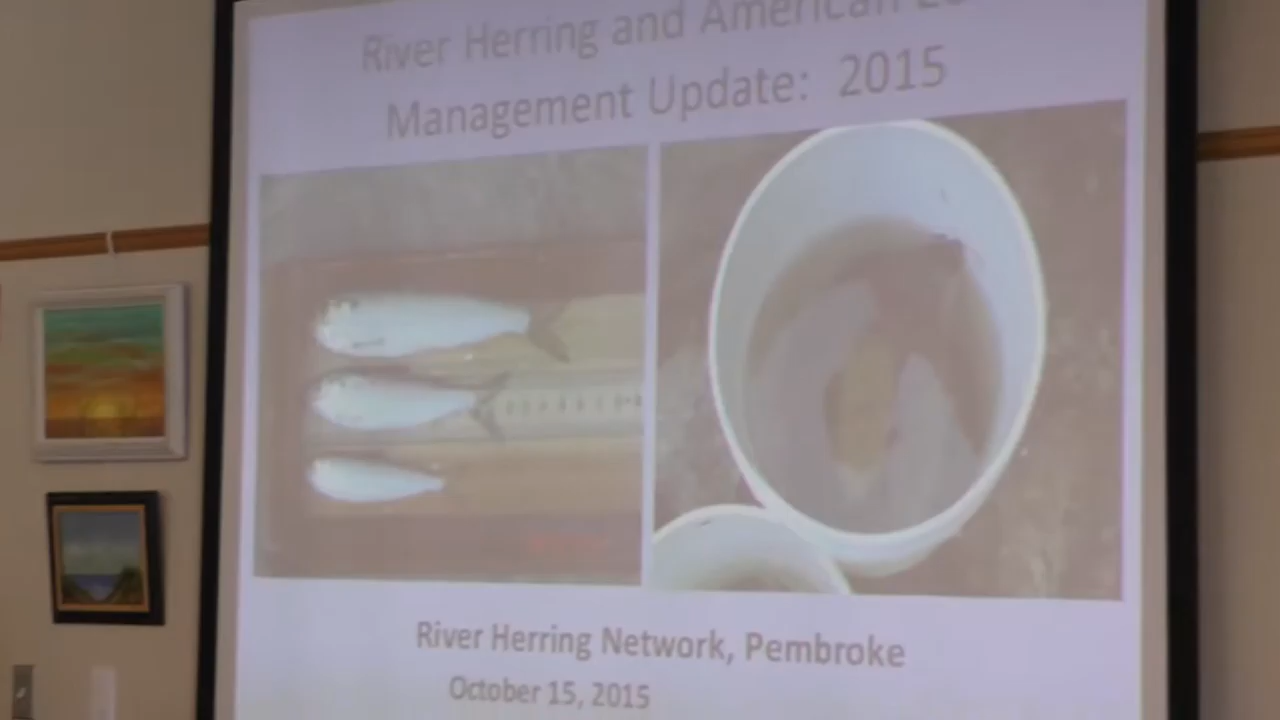 River Herring and American
Management Update: 2015
River Herring Network, Pembroke
October 15, 2015